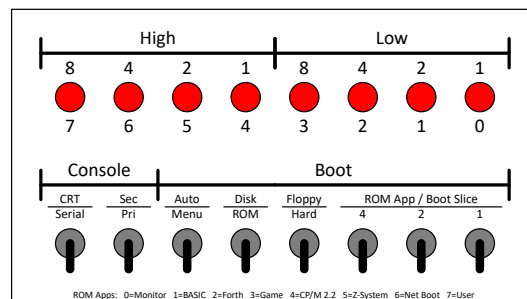 High Low
8 4 2 1 8 4 2 1
7 6 5 4 3 2 1 0
Console Boot
CRT Sec Auto Disk Floppy ROM App / Boot Slice
Serial Pri Menu ROM Hard 4 2 1
ROM Apps: 0=Monitor 1=BASIC 2=Forth 3=Game 4=CP/M 2.2 5=Z-System 6=Net Boot 7=User